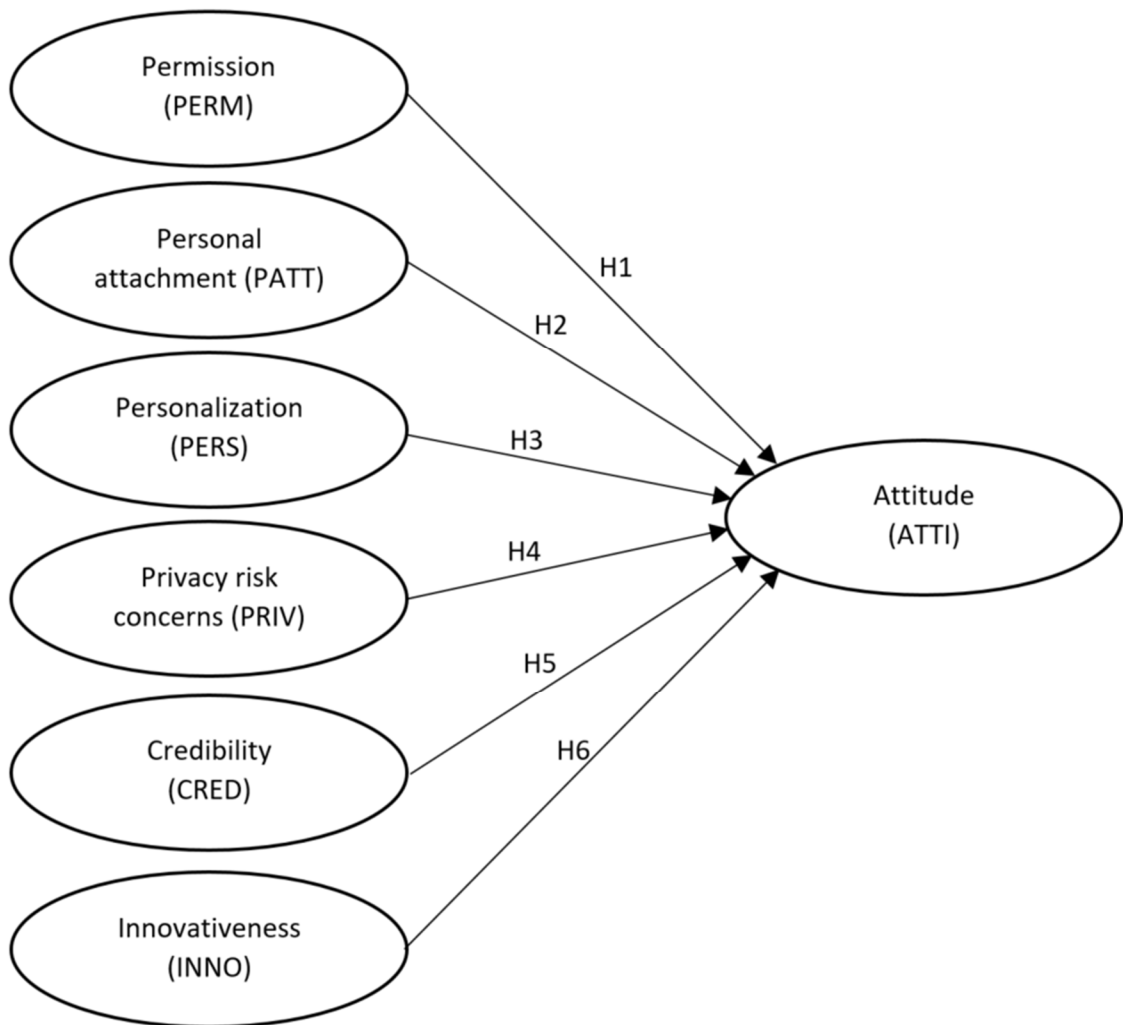 Permission
(PERM)
Personal
attachment (PATT)
Personalization
(PERS)
Privacy risk
concerns (PRIV)
Credibility
(CRED)
Innovativeness
(INNO)
H1
H2
H3
H4
H5
H6
Attitude
(ATTI)